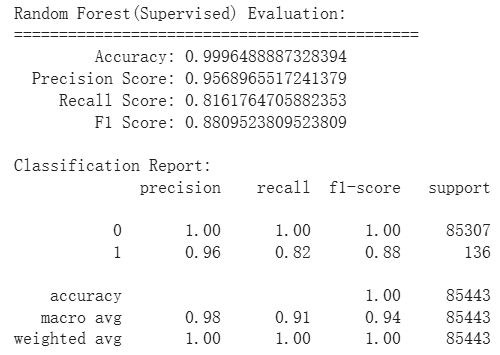 Random Forest(Supervised) Evaluation:
=============================================
Accuracy: 0.9996488887328394
Precision Score: 0.9568965517241379
Recall Score: 0.8161764705882353
F1 Score: 0.8809523809523809
Classification Report:
precision recall f1-score support
0 1.00 1.00 1.00 85307
1 0.96 0.82 0.88 136
accuracy 1.00 85443
macro avg 0.98 0.91 0.94 85443
weighted avg 1.00 1.00 1.00 85443